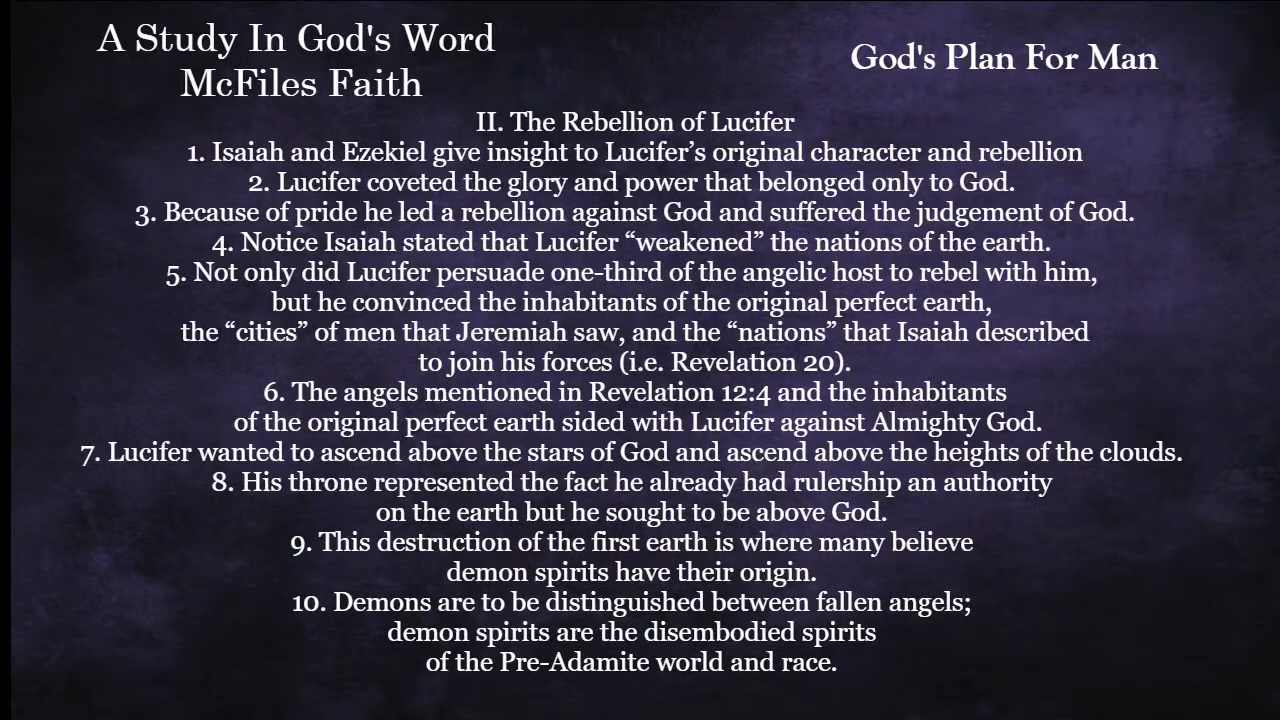 A Study In God's Word
McFiles Faith
God's Plan For Man
II. The Rebellion of Lucifer
1. Isaiah and Ezekiel give insight to Lucifer’s original character and rebellion
2. Lucifer coveted the glory and power that belonged only to God.
3. Because of pride he led a rebellion against God and suffered the judgement of God.
4. Notice Isaiah stated that Lucifer “weakened” the nations of the earth.
5. Not only did Lucifer persuade one-third of the angelic host to rebel with him,
but he convinced the inhabitants of the original perfect earth,
the “cities” of men that Jeremiah saw, and the “nations” that Isaiah described
to join his forces (i.e. Revelation 20).
6. The angels mentioned in Revelation 12:4 and the inhabitants
of the original perfect earth sided with Lucifer against Almighty God.
7. Lucifer wanted to ascend above the stars of God and ascend above the heights of the clouds.
8. His throne represented the fact he already had rulership an authority
on the earth but he sought to be above God.
9. This destruction of the first earth is where many believe
demon spirits have their origin.
10. Demons are to be distinguished between fallen angels;
demon spirits are the disembodied spirits
of the Pre-Adamite world and race.